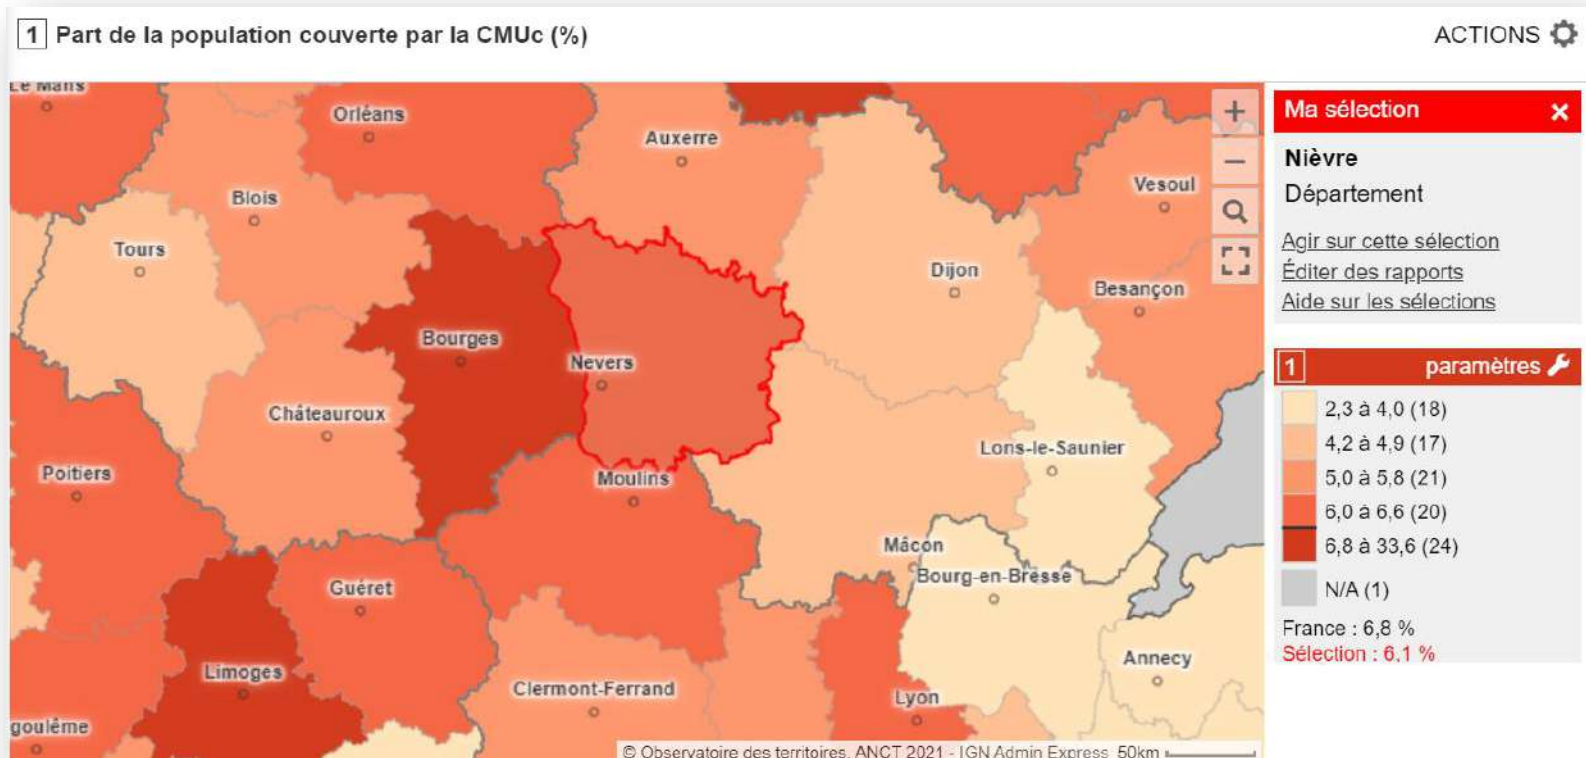 1 Part de la population couverte par la CMUc (%)
ACTIONS
Le Mans
Orléans
Auxerre
Vesoul
Blois
Tours
Dijon
Besançon
Bourges
Nevers
Châteauroux
Lons-le-Saunier
Poitiers
Moulins
Mâcon
Bourg-en-Bresse
Guéret
Limoges
Annecy
Clermont-Ferrand
Lyon
goulême
© Observatoire des territoires, ANCT 2021 - IGN Admin Express 50km
Ma sélection
Nièvre
Département
Agir sur cette sélection
Éditer des rapports
Aide sur les sélections
1 paramètres
2,3 à 4,0 (18)
4,2 à 4,9 (17)
5,0 à 5,8 (21)
6,0 à 6,6 (20)
6,8 à 33,6 (24)
N/A (1)
France : 6,8 %
Sélection : 6,1 %